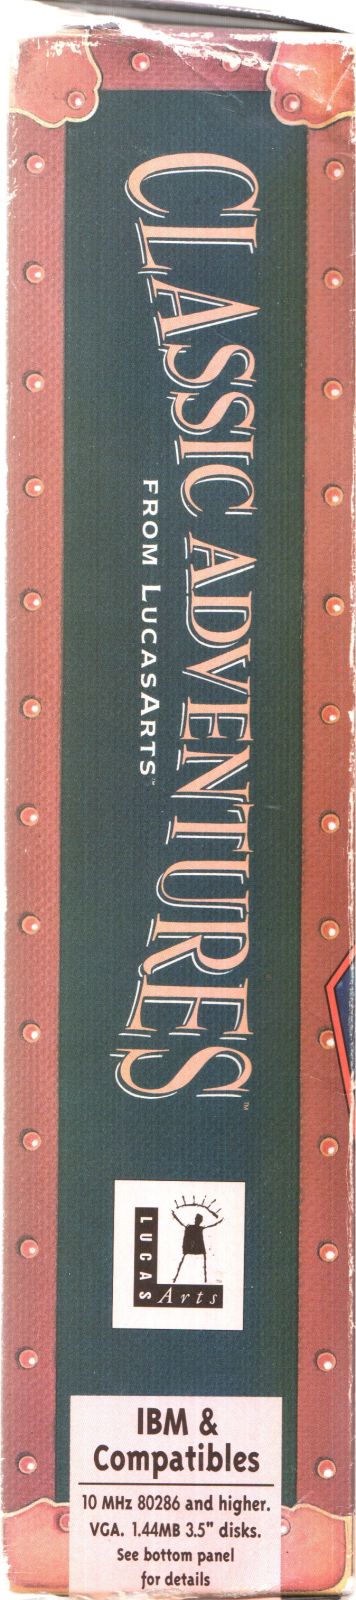 CLASSIC ADVENTURES™
FROM LUCASARTS™
LUCAS
Arts
IBM &
Compatibles
10 MHz 80286 and higher.
VGA. 1.44MB 3.5" disks.
See bottom panel
for details